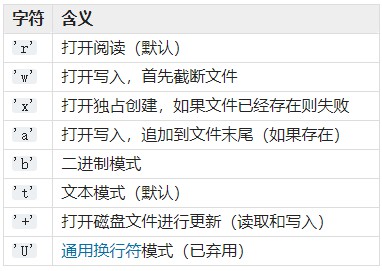 字符 含义
'r' 打开阅读（默认）
'w' 打开写入，首先截断文件
'x' 打开独占创建，如果文件已经存在则失败
'a' 打开写入，追加到文件末尾（如果存在）
'b' 二进制模式
't' 文本模式（默认）
'+' 打开磁盘文件进行更新（读取和写入）
'U' 通用换行符模式（已弃用）